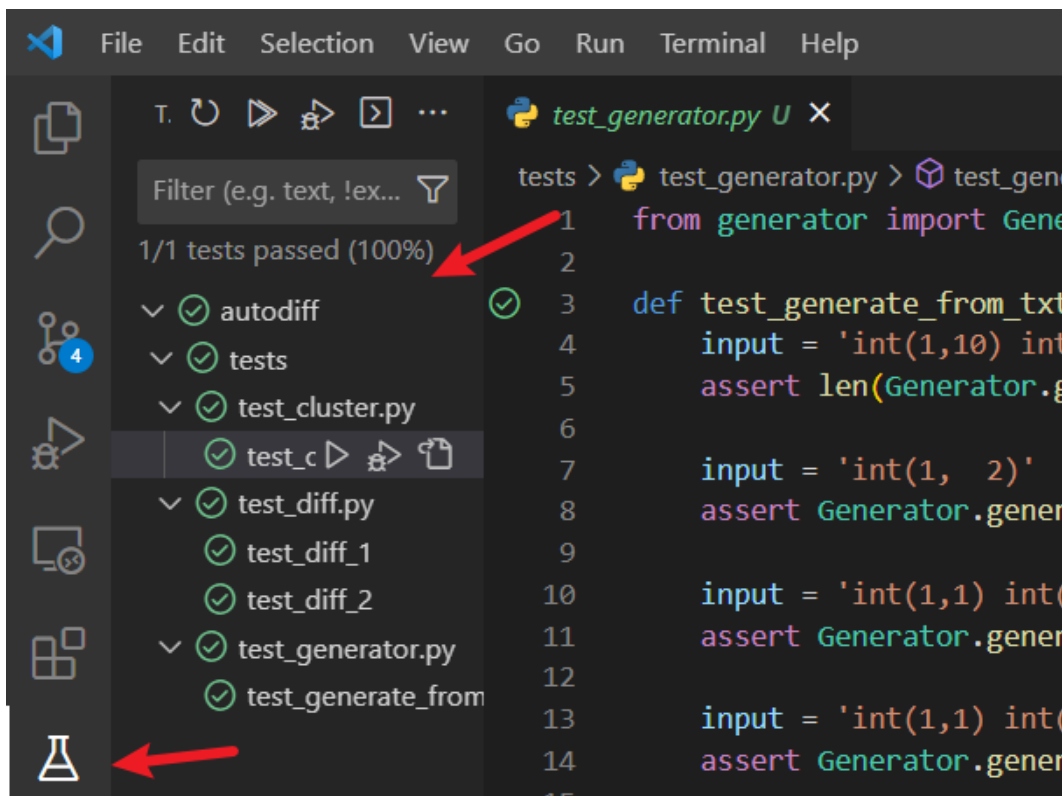 File Edit Selection View Go Run Terminal Help
T.
test_generator.py U
Filter (e.g. text, !ex...
tests > test_generator.py > test_gen
1/1 tests passed (100%)
autodiff
tests
test_cluster.py
test_c
test_diff.py
test_diff_1
test_diff_2
test_generator.py
test_generate_from
4
1 from generator import Gene
2
3 def test_generate_from_txt
4 input = 'int(1,10) int
5 assert len(Generator.g
6
7 input = 'int(1,  2)'
8 assert Generator.gener
9
10 input = 'int(1,1) int(
11 assert Generator.gener
12
13 input = 'int(1,1) int(
14 assert Generator.gener